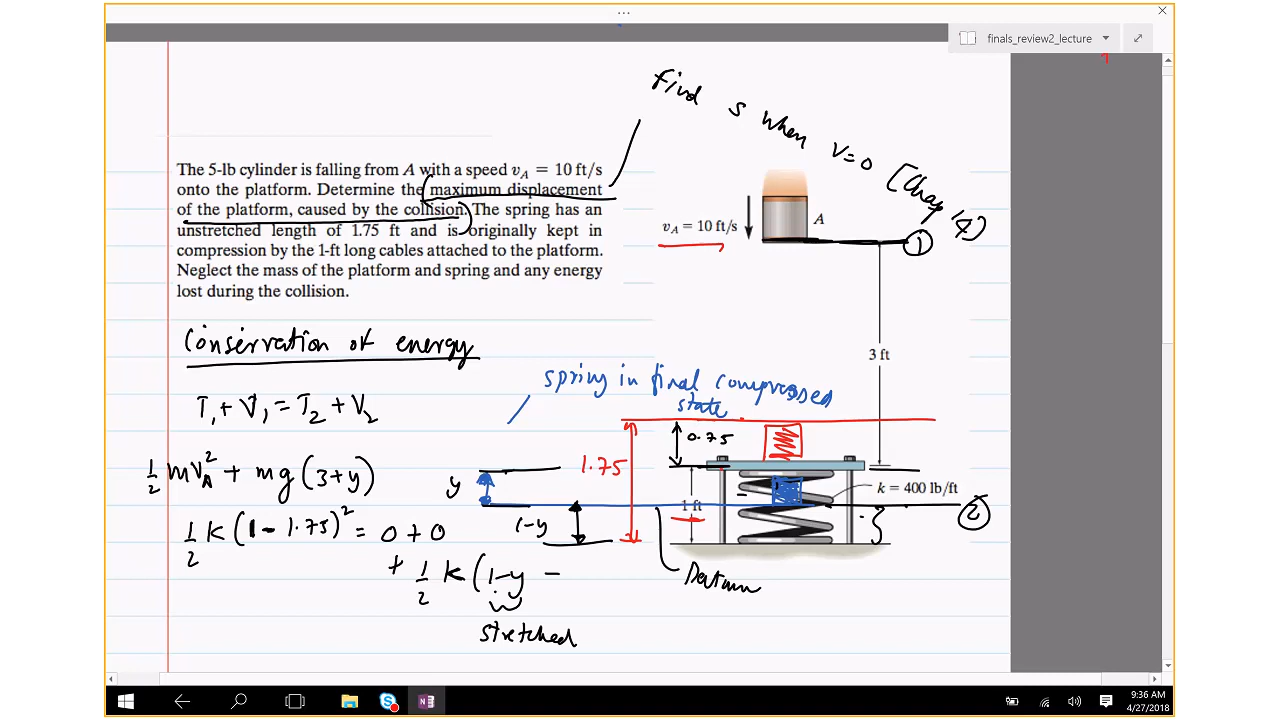 finals_review2_lecture
Find s when v=0 [Chap 14]
The 5-lb cylinder is falling from A with a speed vA = 10 ft/s
onto the platform. Determine the maximum displacement
of the platform, caused by the collision. The spring has an
unstretched length of 1.75 ft and is originally kept in
compression by the 1-ft long cables attached to the platform.
Neglect the mass of the platform and spring and any energy
lost during the collision.
A
vA = 10 ft/s
①
3 ft
Conservation of energy
spring in final compressed
state
T₁ + V₁ = T₂ + V₂
0.75
1.75
½ mvA² + mg (3+y)
y
k = 400 lb/ft
1 ft
②
½ k (1 - 1.75)² = 0 + 0
1-y
+ ½ k (1-y -
Datum
stretched
9:36 AM
4/27/2018